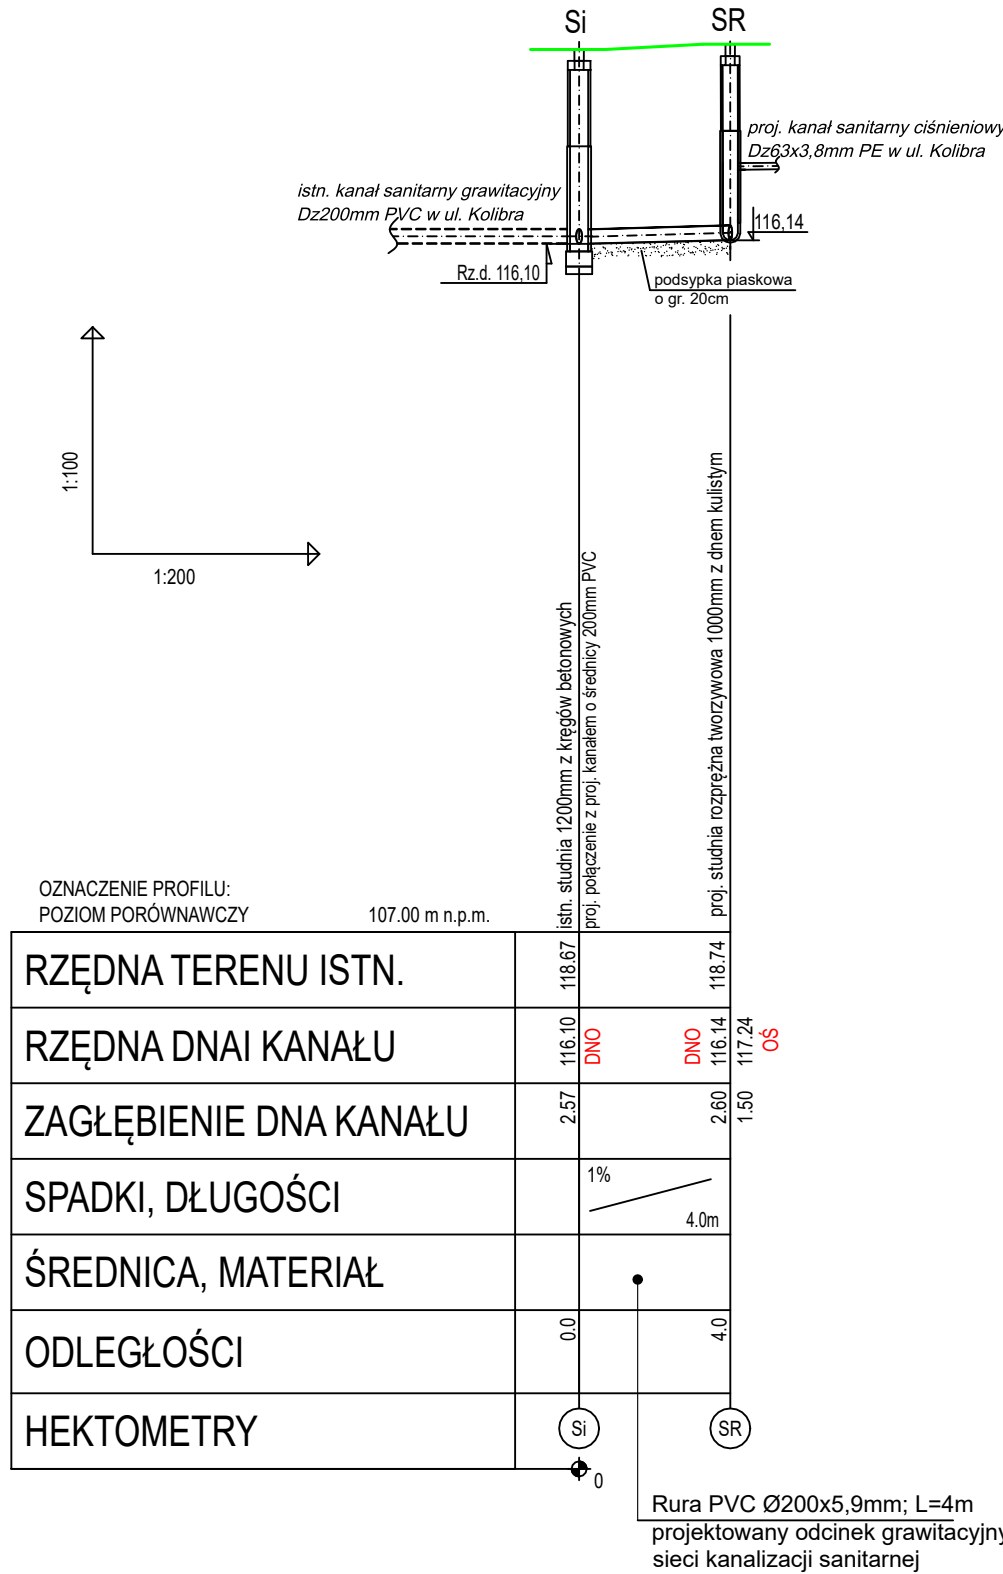 Si
SR
proj. kanał sanitarny ciśnieniowy
Dz63x3,8mm PE w ul. Kolibra
istn. kanał sanitarny grawitacyjny
Dz200mm PVC w ul. Kolibra
116,14
Rz.d. 116,10
podsypka piaskowa
o gr. 20cm
1:100
1:200
istn. studnia 1200mm z kręgów betonowych
proj. połączenie z proj. kanałem o średnicy 200mm PVC
proj. studnia rozprężna tworzywowa 1000mm z dnem kulistym
OZNACZENIE PROFILU:
POZIOM PORÓWNAWCZY 107.00 m n.p.m.
RZĘDNA TERENU ISTN. 118.67 118.74
RZĘDNA DNAI KANAŁU 116.10 DNO DNO 116.14 117.24 OŚ
ZAGŁĘBIENIE DNA KANAŁU 2.57 2.60 1.50
SPADKI, DŁUGOŚCI 1% 4.0m
ŚREDNICA, MATERIAŁ
ODLEGŁOŚCI 0.0 4.0
HEKTOMETRY Si SR
0
Rura PVC Ø200x5,9mm; L=4m
projektowany odcinek grawitacyjny
sieci kanalizacji sanitarnej